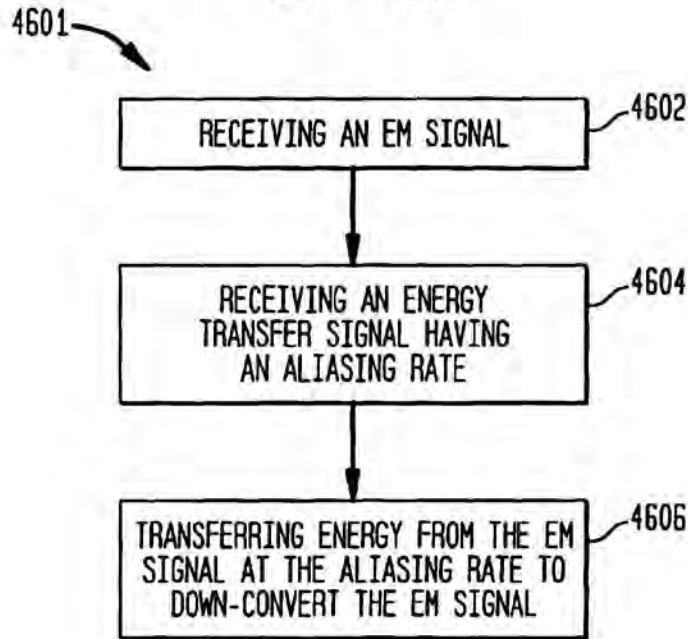 4601
RECEIVING AN EM SIGNAL
4602
RECEIVING AN ENERGY
TRANSFER SIGNAL HAVING
AN ALIASING RATE
4604
TRANSFERRING ENERGY FROM THE EM
SIGNAL AT THE ALIASING RATE TO
DOWN-CONVERT THE EM SIGNAL
4606